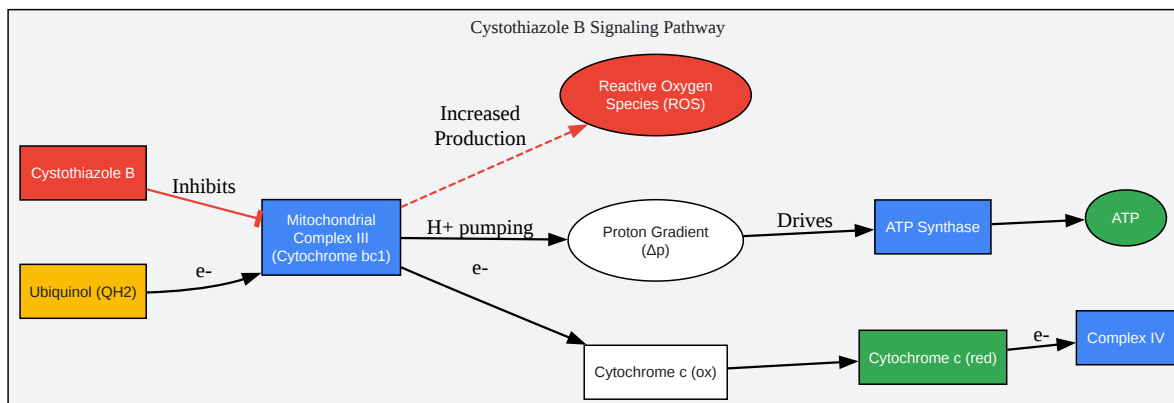 Cystothiazole B Signaling Pathway
Reactive Oxygen
Species (ROS)
Increased
Production
Cystothiazole B
Inhibits
Mitochondrial
Complex III
(Cytochrome bc1)
H+ pumping
Proton Gradient
(Δp)
Drives
ATP Synthase
ATP
Ubiquinol (QH2)
e-
e-
Cytochrome c (ox)
Cytochrome c (red)
e-
Complex IV